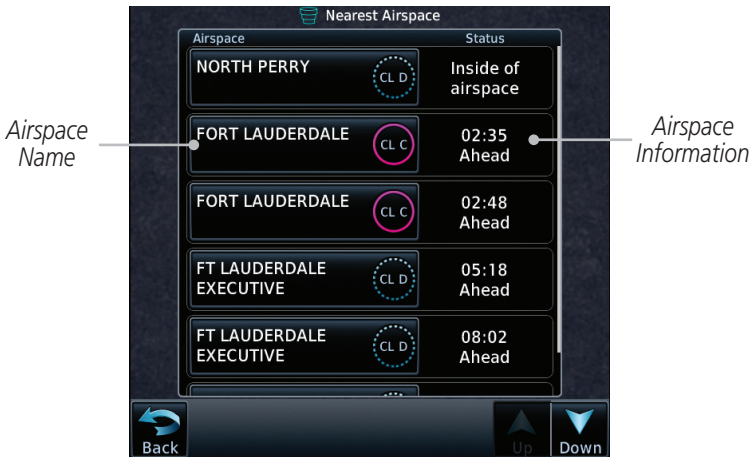 Nearest Airspace
Airspace Status
NORTH PERRY
CL D
Inside of
airspace
Airspace
Name
FORT LAUDERDALE
CL C
02:35
Ahead
Airspace
Information
FORT LAUDERDALE
CL C
02:48
Ahead
FT LAUDERDALE
EXECUTIVE
CL D
05:18
Ahead
FT LAUDERDALE
EXECUTIVE
CL D
08:02
Ahead
Back
Up
Down